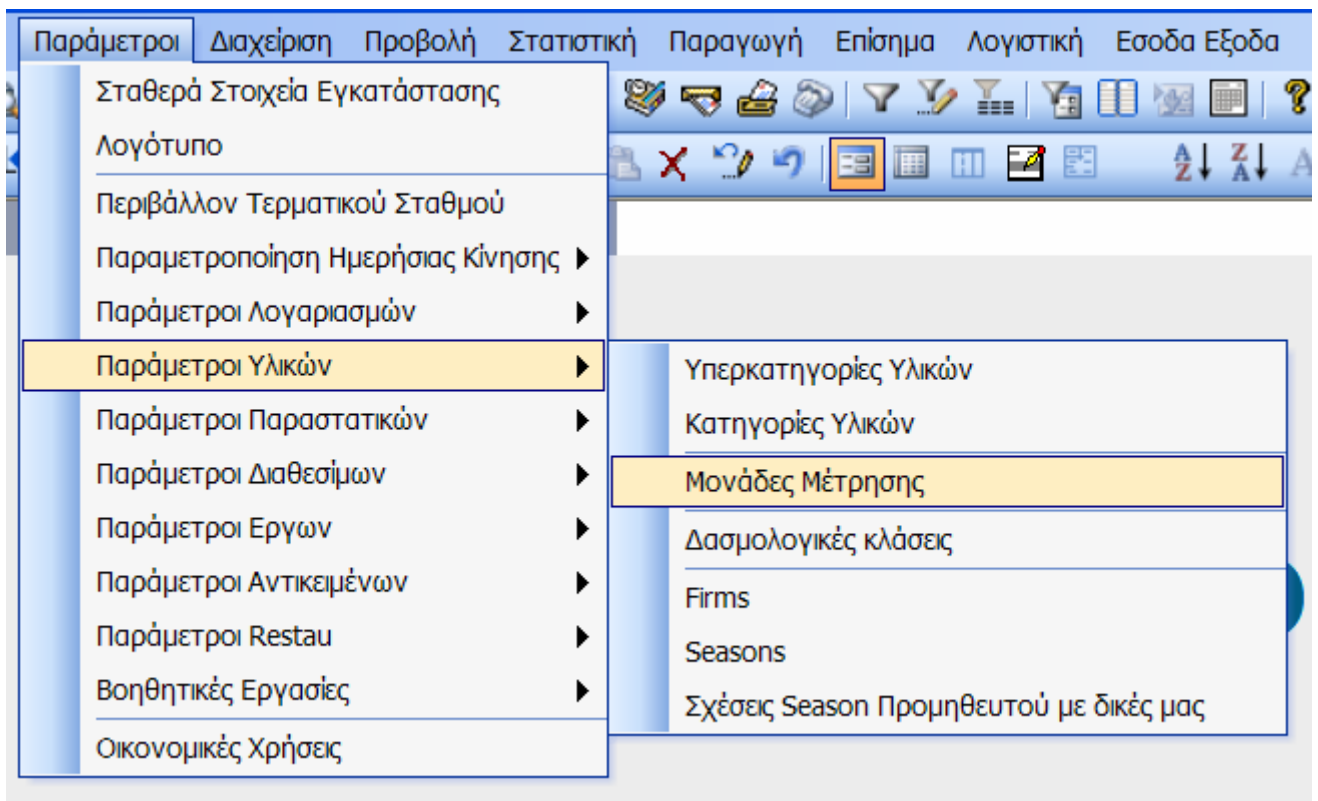 Παράμετροι Διαχείριση Προβολή Στατιστική Παραγωγή Επίσημα Λογιστική Εσοδα Εξοδα
Σταθερά Στοιχεία Εγκατάστασης
Λογότυπο
Περιβάλλον Τερματικού Σταθμού
Παραμετροποίηση Ημερήσιας Κίνησης
Παράμετροι Λογαριασμών
Παράμετροι Υλικών
Παράμετροι Παραστατικών
Παράμετροι Διαθεσίμων
Παράμετροι Εργων
Παράμετροι Αντικειμένων
Παράμετροι Restau
Βοηθητικές Εργασίες
Οικονομικές Χρήσεις
Υπερκατηγορίες Υλικών
Κατηγορίες Υλικών
Μονάδες Μέτρησης
Δασμολογικές κλάσεις
Firms
Seasons
Σχέσεις Season Προμηθευτού με δικές μας